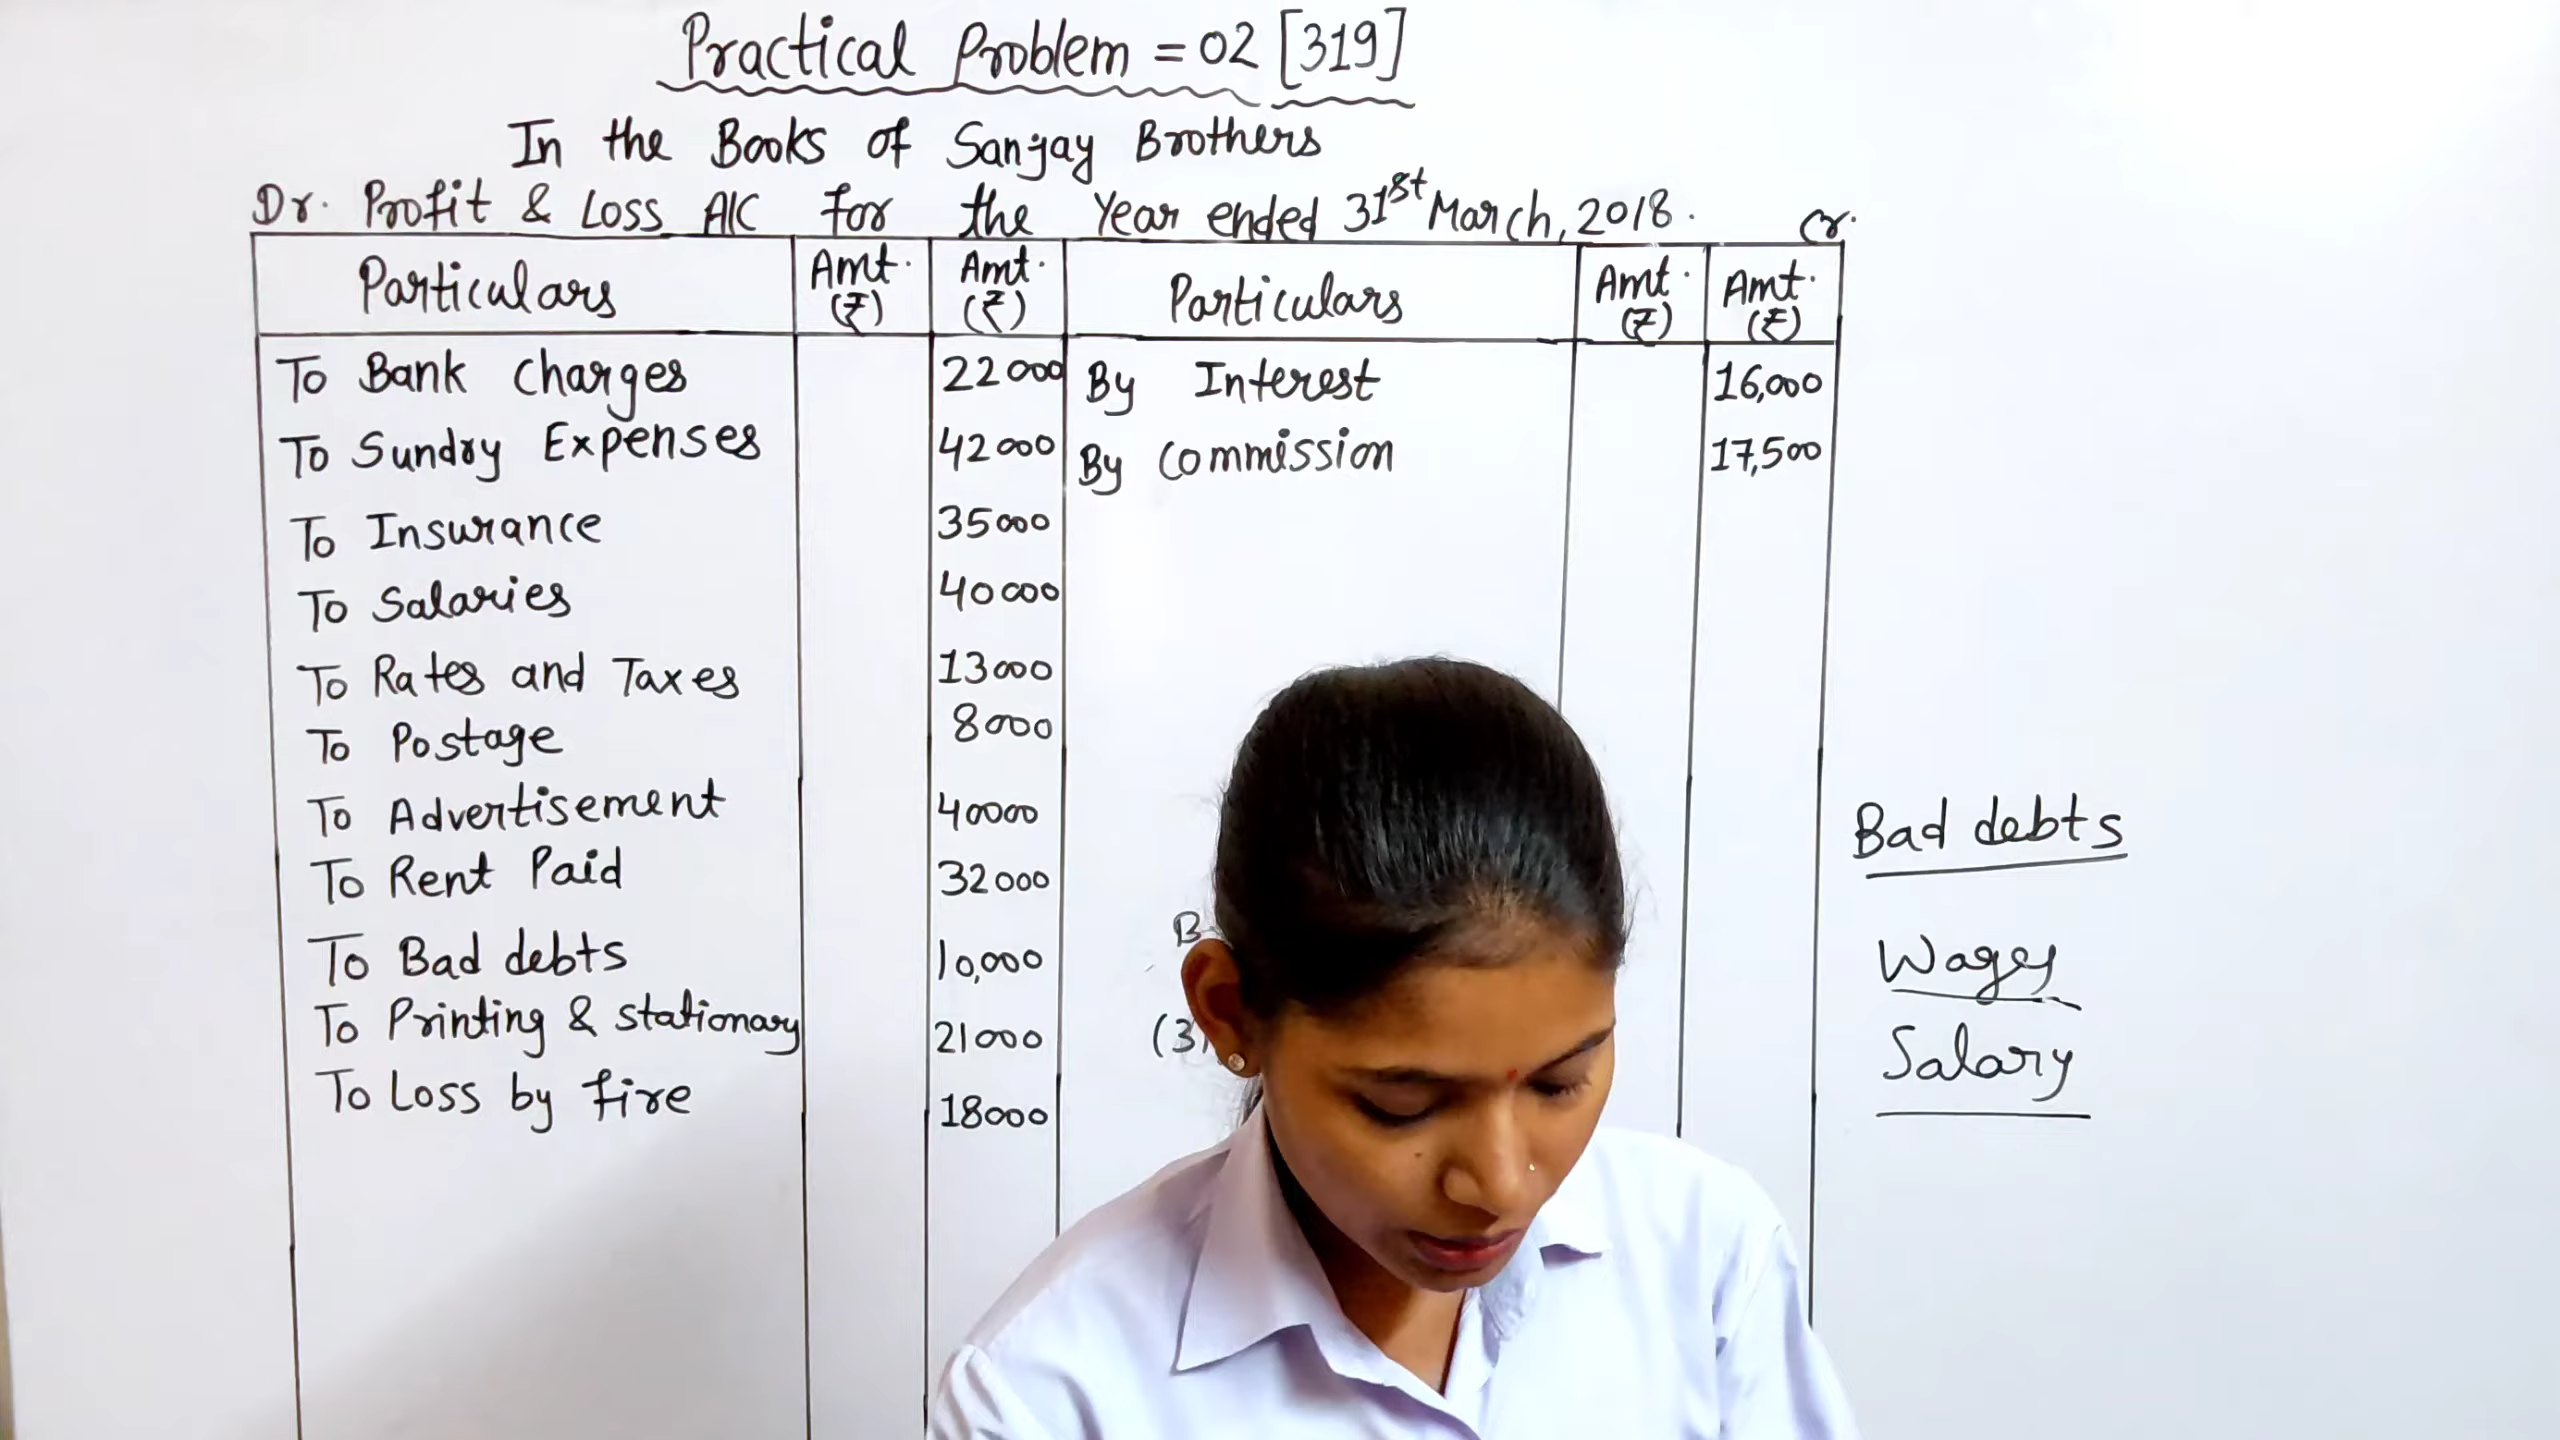 Practical Problem = 02 [319]
In the Books of Sanjay Brothers
Dr. Profit & Loss A/C for the Year ended 31st March, 2018. Cr.
Particulars Amt. (₹) Amt. (₹) Particulars Amt. (₹) Amt. (₹)
To Bank Charges 22000 By Interest 16,000
To Sundry Expenses 42000 By Commission 17,500
To Insurance 35000
To Salaries 40000
To Rates and Taxes 13000
To Postage 8000
To Advertisement 40000
To Rent Paid 32000
To Bad debts 10,000
To Printing & stationary 21000
To Loss by fire 18000
Bad debts
Wages
Salary